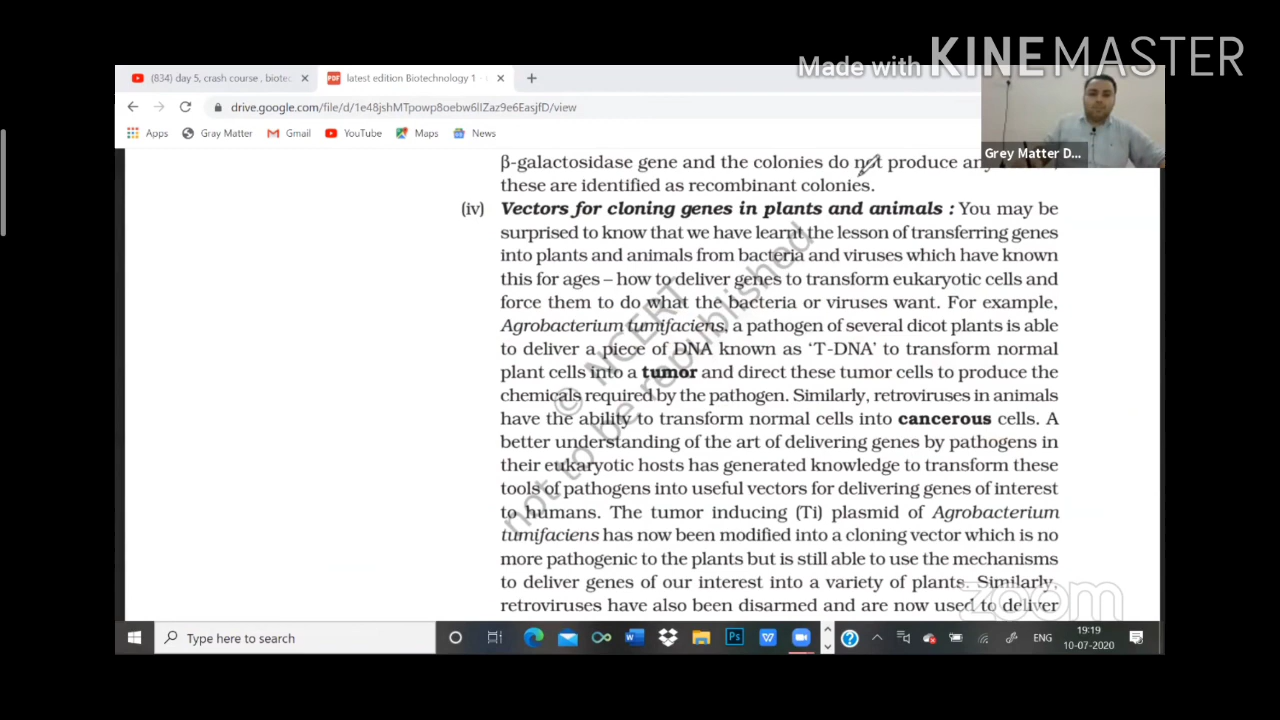 Made with KINEMASTER
(834) day 5, crash course , biotec
latest edition Biotechnology 1 -
drive.google.com/file/d/1e48jshMTpowp8oebw6lIZaz9e6EasjfD/view
Apps Gray Matter Gmail YouTube Maps News
Grey Matter D...
β-galactosidase gene and the colonies do not produce any
these are identified as recombinant colonies.
(iv) Vectors for cloning genes in plants and animals : You may be
surprised to know that we have learnt the lesson of transferring genes
into plants and animals from bacteria and viruses which have known
this for ages – how to deliver genes to transform eukaryotic cells and
force them to do what the bacteria or viruses want. For example,
Agrobacterium tumifaciens, a pathogen of several dicot plants is able
to deliver a piece of DNA known as ‘T-DNA’ to transform normal
plant cells into a tumor and direct these tumor cells to produce the
chemicals required by the pathogen. Similarly, retroviruses in animals
have the ability to transform normal cells into cancerous cells. A
better understanding of the art of delivering genes by pathogens in
their eukaryotic hosts has generated knowledge to transform these
tools of pathogens into useful vectors for delivering genes of interest
to humans. The tumor inducing (Ti) plasmid of Agrobacterium
tumifaciens has now been modified into a cloning vector which is no
more pathogenic to the plants but is still able to use the mechanisms
to deliver genes of our interest into a variety of plants. Similarly,
retroviruses have also been disarmed and are now used to deliver
© NCERT
not to be republished
zoom
Type here to search
ENG
19:19
10-07-2020